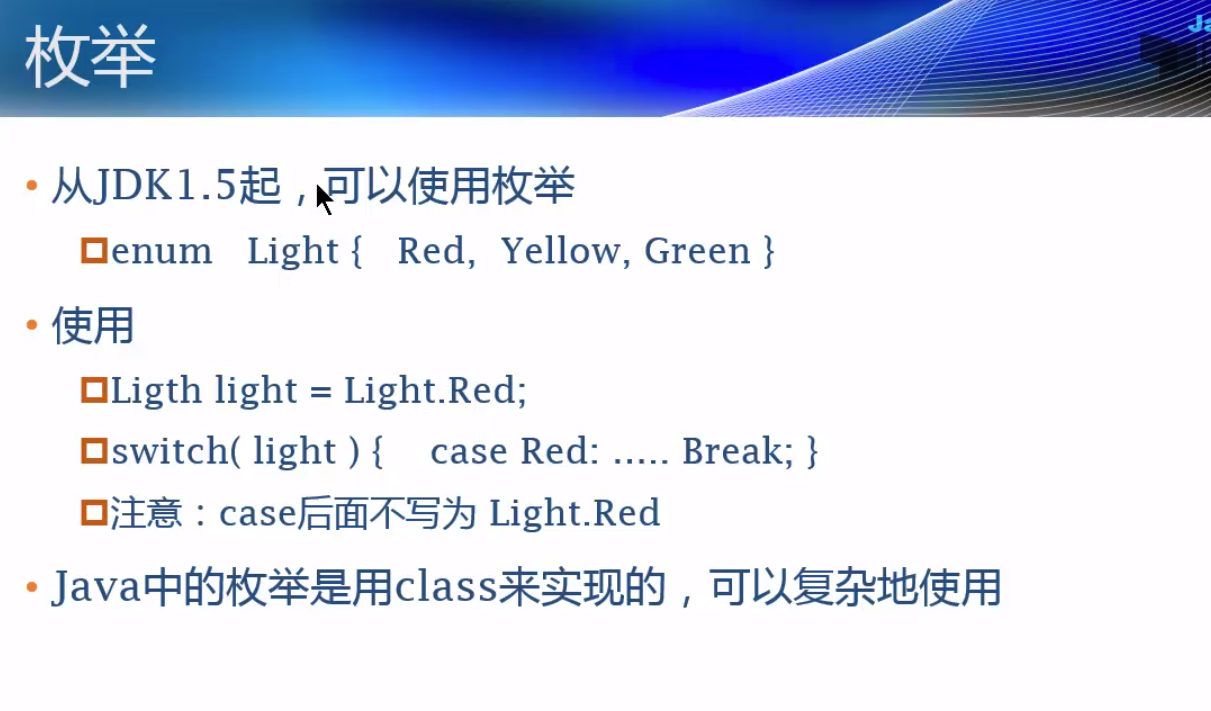 枚举
Ja
• 从JDK1.5起，可以使用枚举
enum Light { Red, Yellow, Green }
• 使用
Ligth light = Light.Red;
switch( light ) { case Red: ..... Break; }
注意：case后面不写为 Light.Red
• Java中的枚举是用class来实现的，可以复杂地使用